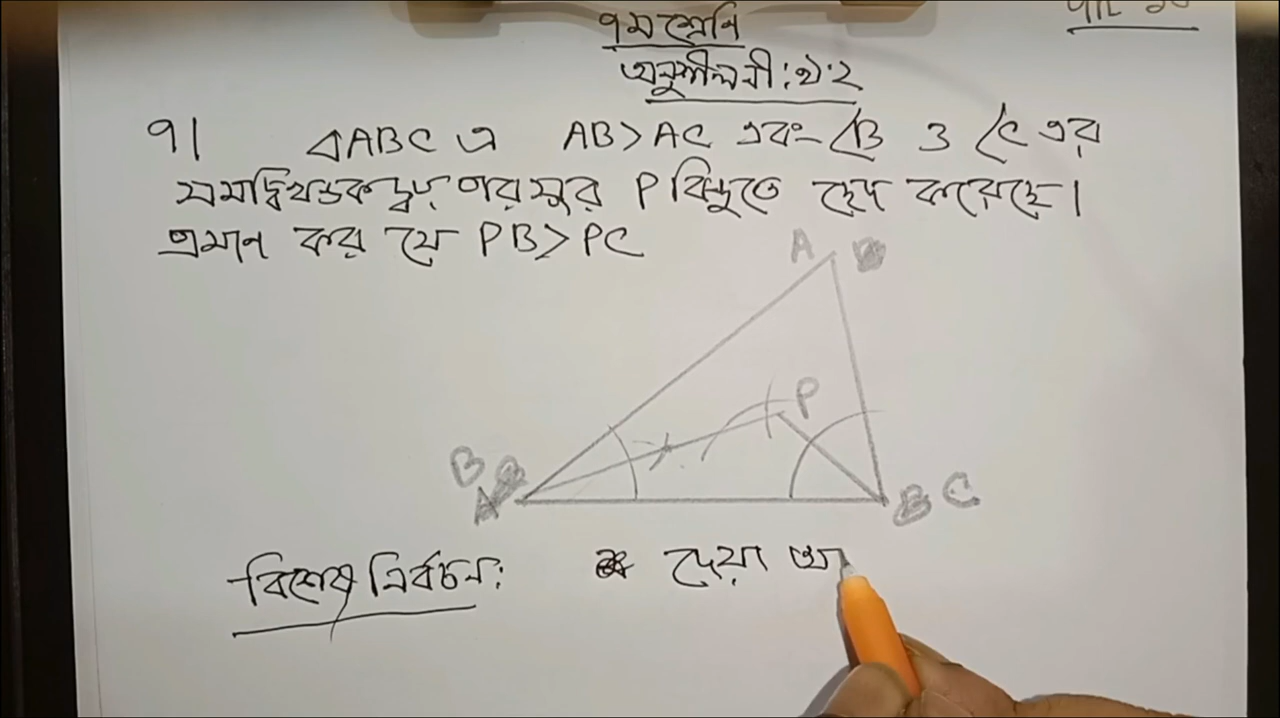 ৭ম শ্রেণি
অনুশীলনী: ৯.২
৭। △ABC এ AB>AC এবং ∠B ও ∠C এর
সমদ্বিখন্ডকদ্বয় পরস্পর P বিন্দুতে ছেদ করেছে।
প্রমান কর যে PB>PC
A
P
B
B C
বিশেষ নির্বচন: দেয়া আ